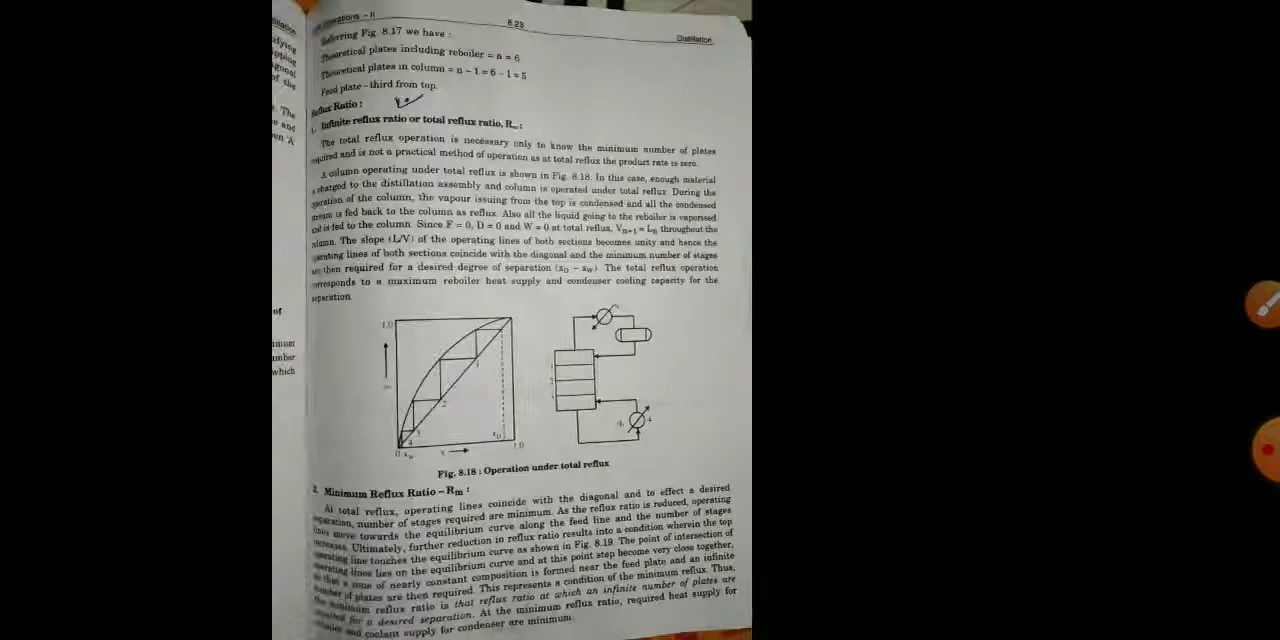 8.23
Distillation
Referring Fig 8.17 we have :
Theoretical plates including reboiler = n = 6
Theoretical plates in column = n – 1 = 6 – 1 = 5
Feed plate – third from top.
Reflux Ratio :
1. Infinite reflux ratio or total reflux ratio, R∞ :
The total reflux operation is necessary only to know the minimum number of plates
required and is not a practical method of operation as at total reflux the product rate is zero.
A column operating under total reflux is shown in Fig. 8.18. In this case, enough material
charged to the distillation assembly and column is operated under total reflux. During the
operation of the column, the vapour issuing from the top is condensed and all the condensed
stream is fed back to the column as reflux. Also all the liquid going to the reboiler is vaporised
and is fed to the column. Since F = 0, D = 0 and W = 0 at total reflux, Vn+1 = Ln throughout the
column. The slope (L/V) of the operating lines of both sections becomes unity and hence the
operating lines of both sections coincide with the diagonal and the minimum number of stages
are then required for a desired degree of separation (xD – xW). The total reflux operation
corresponds to a maximum reboiler heat supply and condenser cooling capacity for the
separation.
1.0
1
2
3
4
xD
0 xW
x
1.0
Fig. 8.18 : Operation under total reflux
2. Minimum Reflux Ratio – Rm :
At total reflux, operating lines coincide with the diagonal and to effect a desired
separation, number of stages required are minimum. As the reflux ratio is reduced, operating
lines move towards the equilibrium curve along the feed line and the number of stages
increases. Ultimately, further reduction in reflux ratio results into a condition wherein the top
operating line touches the equilibrium curve as shown in Fig. 8.19. The point of intersection of
operating lines lies on the equilibrium curve and at this point step become very close together,
so that a zone of nearly constant composition is formed near the feed plate and an infinite
number of plates are then required. This represents a condition of the minimum reflux. Thus,
the minimum reflux ratio is that reflux ratio at which an infinite number of plates are
required for a desired separation. At the minimum reflux ratio, required heat supply for
and coolant supply for condenser are minimum.